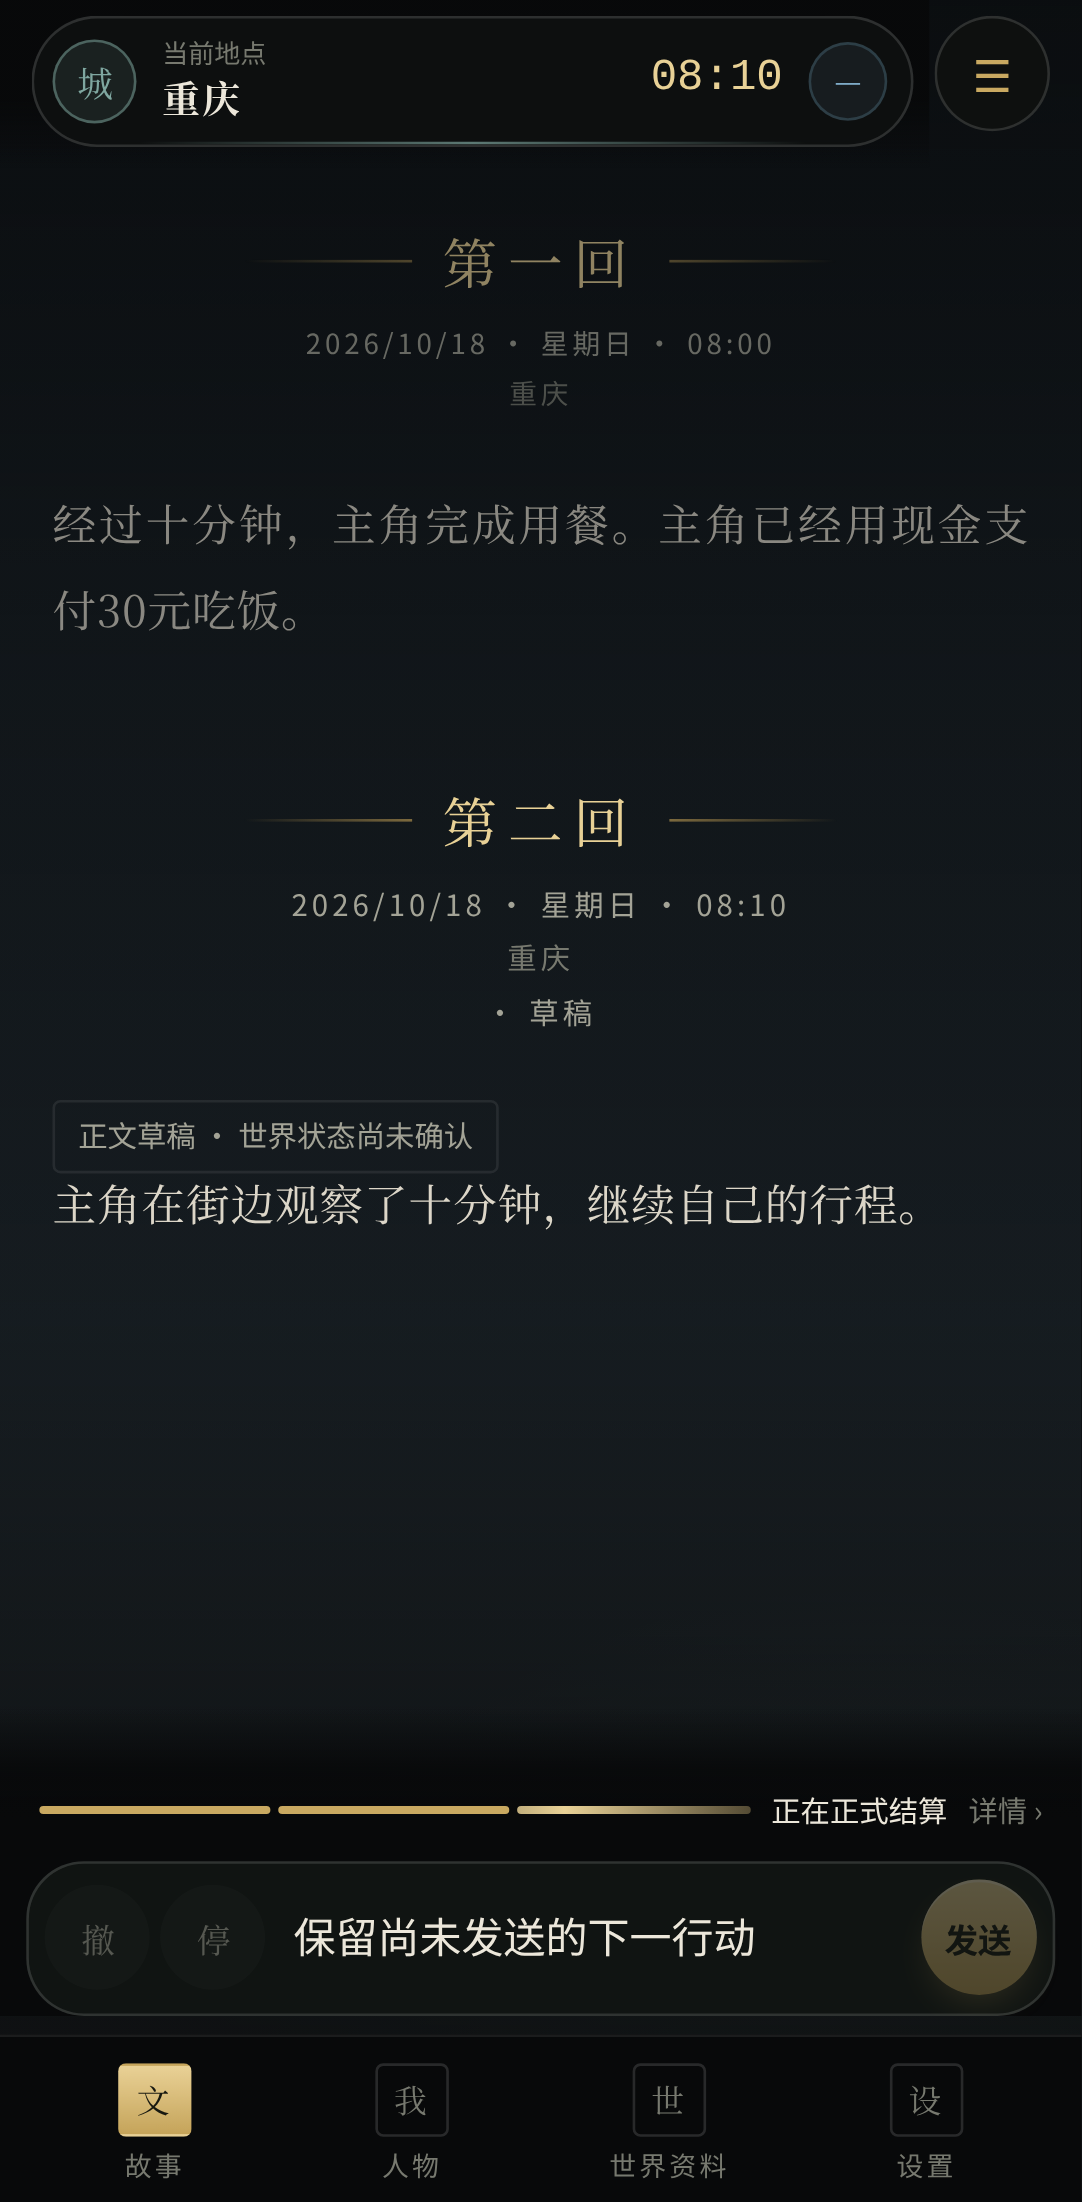 城
当前地点
重庆
08:10
—
☰
第一回
2026/10/18 · 星期日 · 08:00
重庆
经过十分钟，主角完成用餐。主角已经用现金支
付30元吃饭。
第二回
2026/10/18 · 星期日 · 08:10
重庆
· 草稿
正文草稿 · 世界状态尚未确认
主角在街边观察了十分钟，继续自己的行程。
正在正式结算 详情 ›
撤 停 保留尚未发送的下一行动 发送
文 我 世 设
故事 人物 世界资料 设置